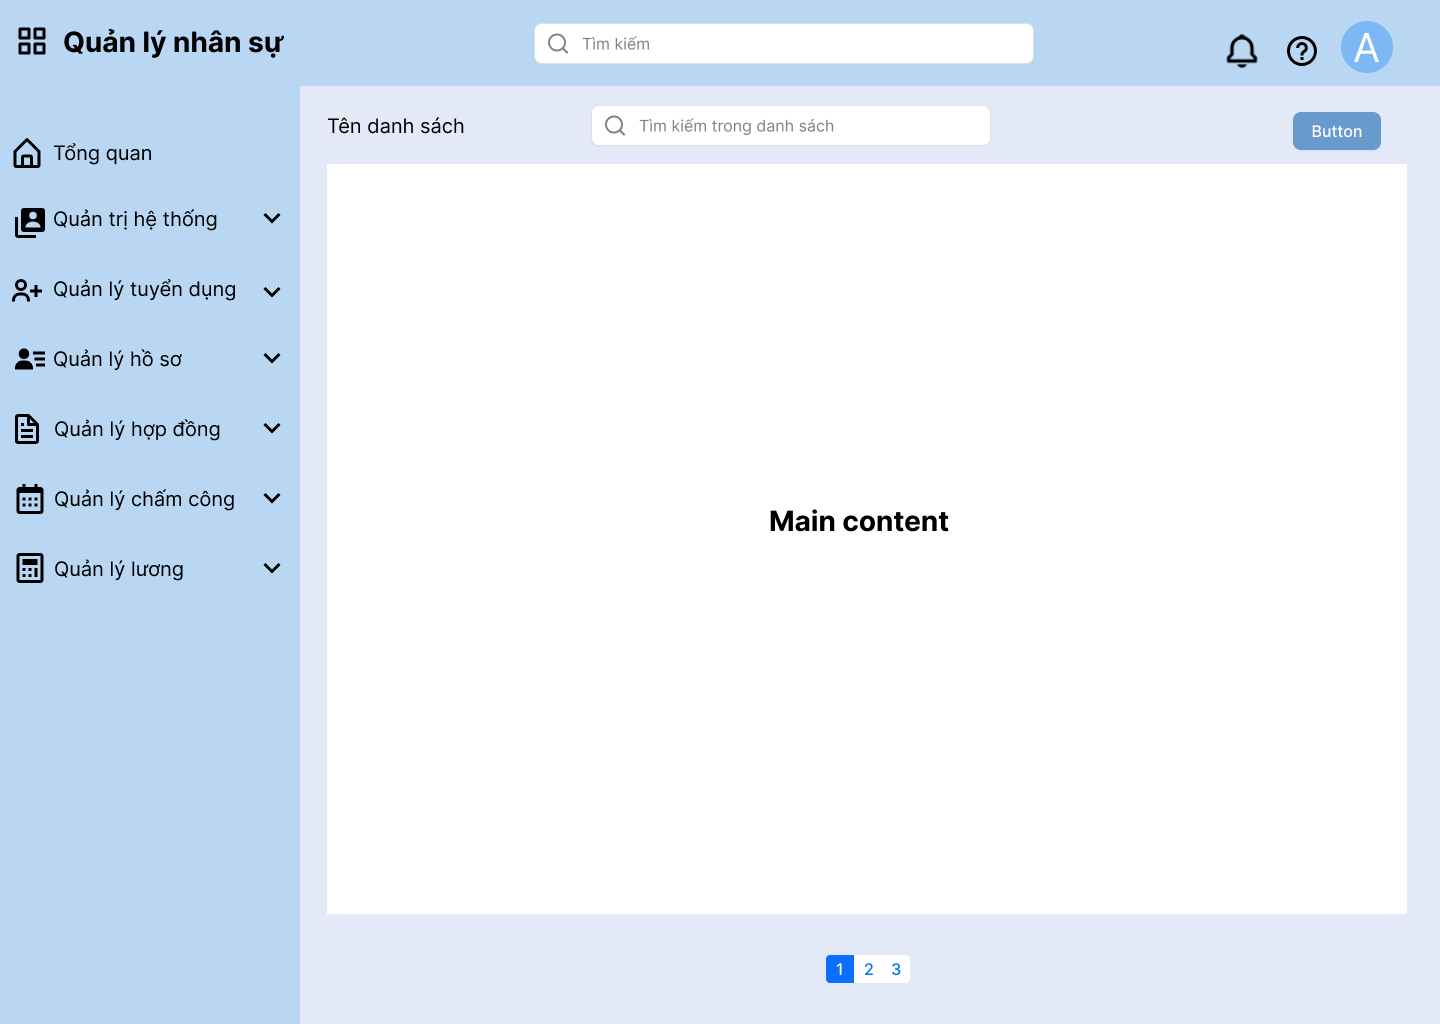 Quản lý nhân sự
Tìm kiếm
A
Tên danh sách
Tìm kiếm trong danh sách
Button
Tổng quan
Quản trị hệ thống
Quản lý tuyển dụng
Quản lý hồ sơ
Quản lý hợp đồng
Quản lý chấm công
Quản lý lương
Main content
1 2 3